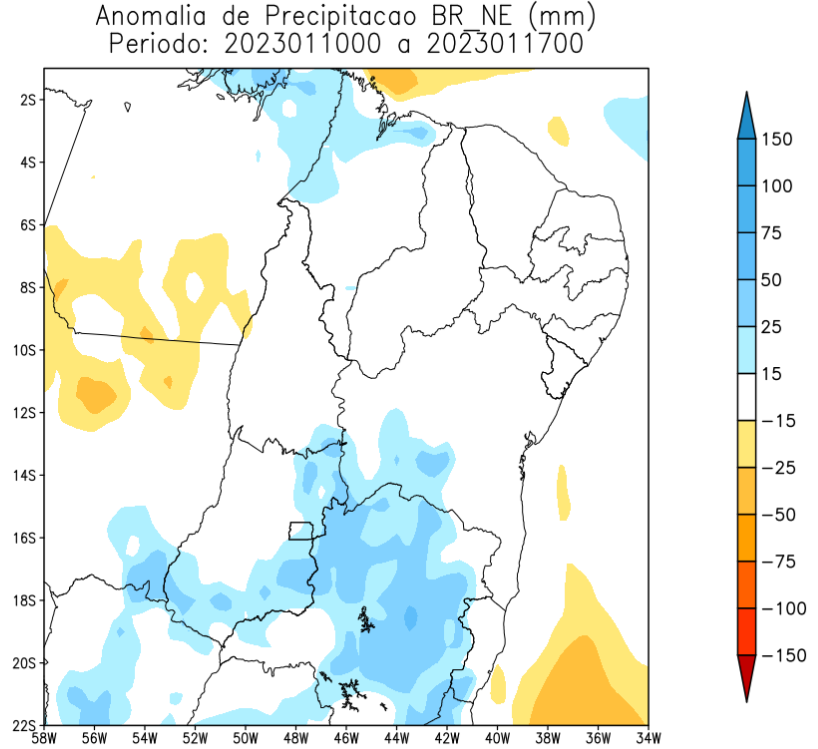 Anomalia de Precipitacao BR_NE (mm)
Periodo: 2023011000 a 2023011700
2S
4S
6S
8S
10S
12S
14S
16S
18S
20S
22S
58W 56W 54W 52W 50W 48W 46W 44W 42W 40W 38W 36W 34W
150
100
75
50
25
15
-15
-25
-50
-75
-100
-150